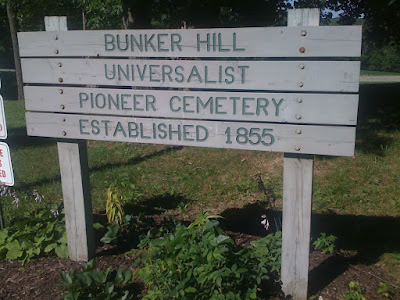 BUNKER HILL
UNIVERSALIST
PIONEER CEMETERY
ESTABLISHED 1855